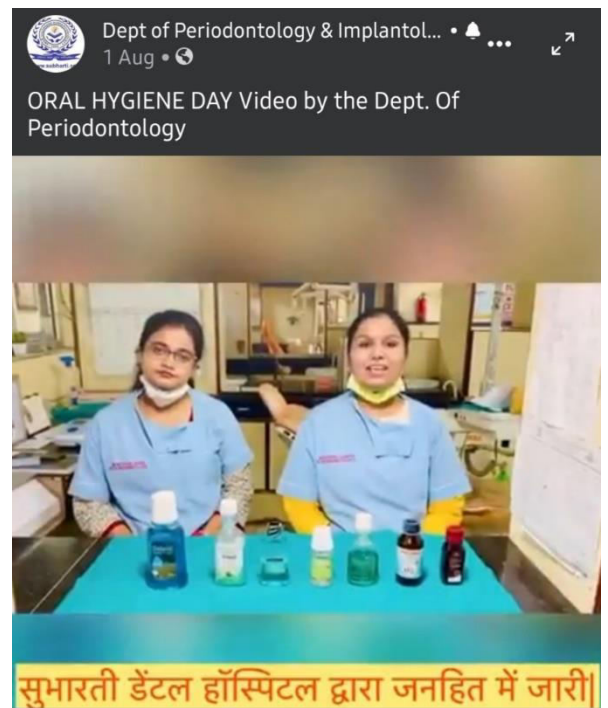 Dept of Periodontology & Implantol... •
1 Aug •
ORAL HYGIENE DAY Video by the Dept. Of
Periodontology
सुभारती डेंटल हॉस्पिटल द्वारा जनहित में जारी|